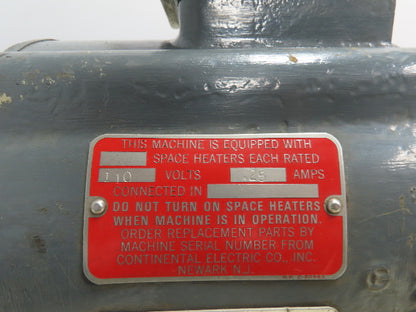 THIS MACHINE IS EQUIPPED WITH
SPACE HEATERS EACH RATED
110 VOLTS .25 AMPS
CONNECTED IN
DO NOT TURN ON SPACE HEATERS
WHEN MACHINE IS IN OPERATION.
ORDER REPLACEMENT PARTS BY
MACHINE SERIAL NUMBER FROM
CONTINENTAL ELECTRIC CO., INC.
NEWARK N.J.